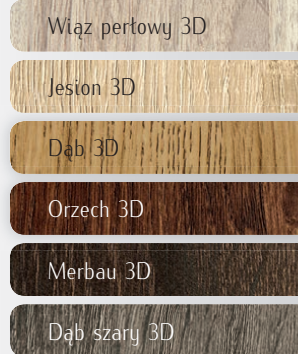 Wiąz perłowy 3D
Jesion 3D
Dąb 3D
Orzech 3D
Merbau 3D
Dąb szary 3D